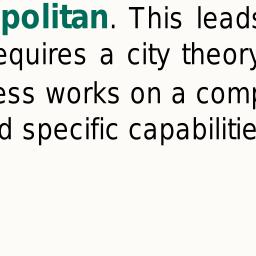 politan. This leads
equires a city theory
ess works on a comp
d specific capabilitie